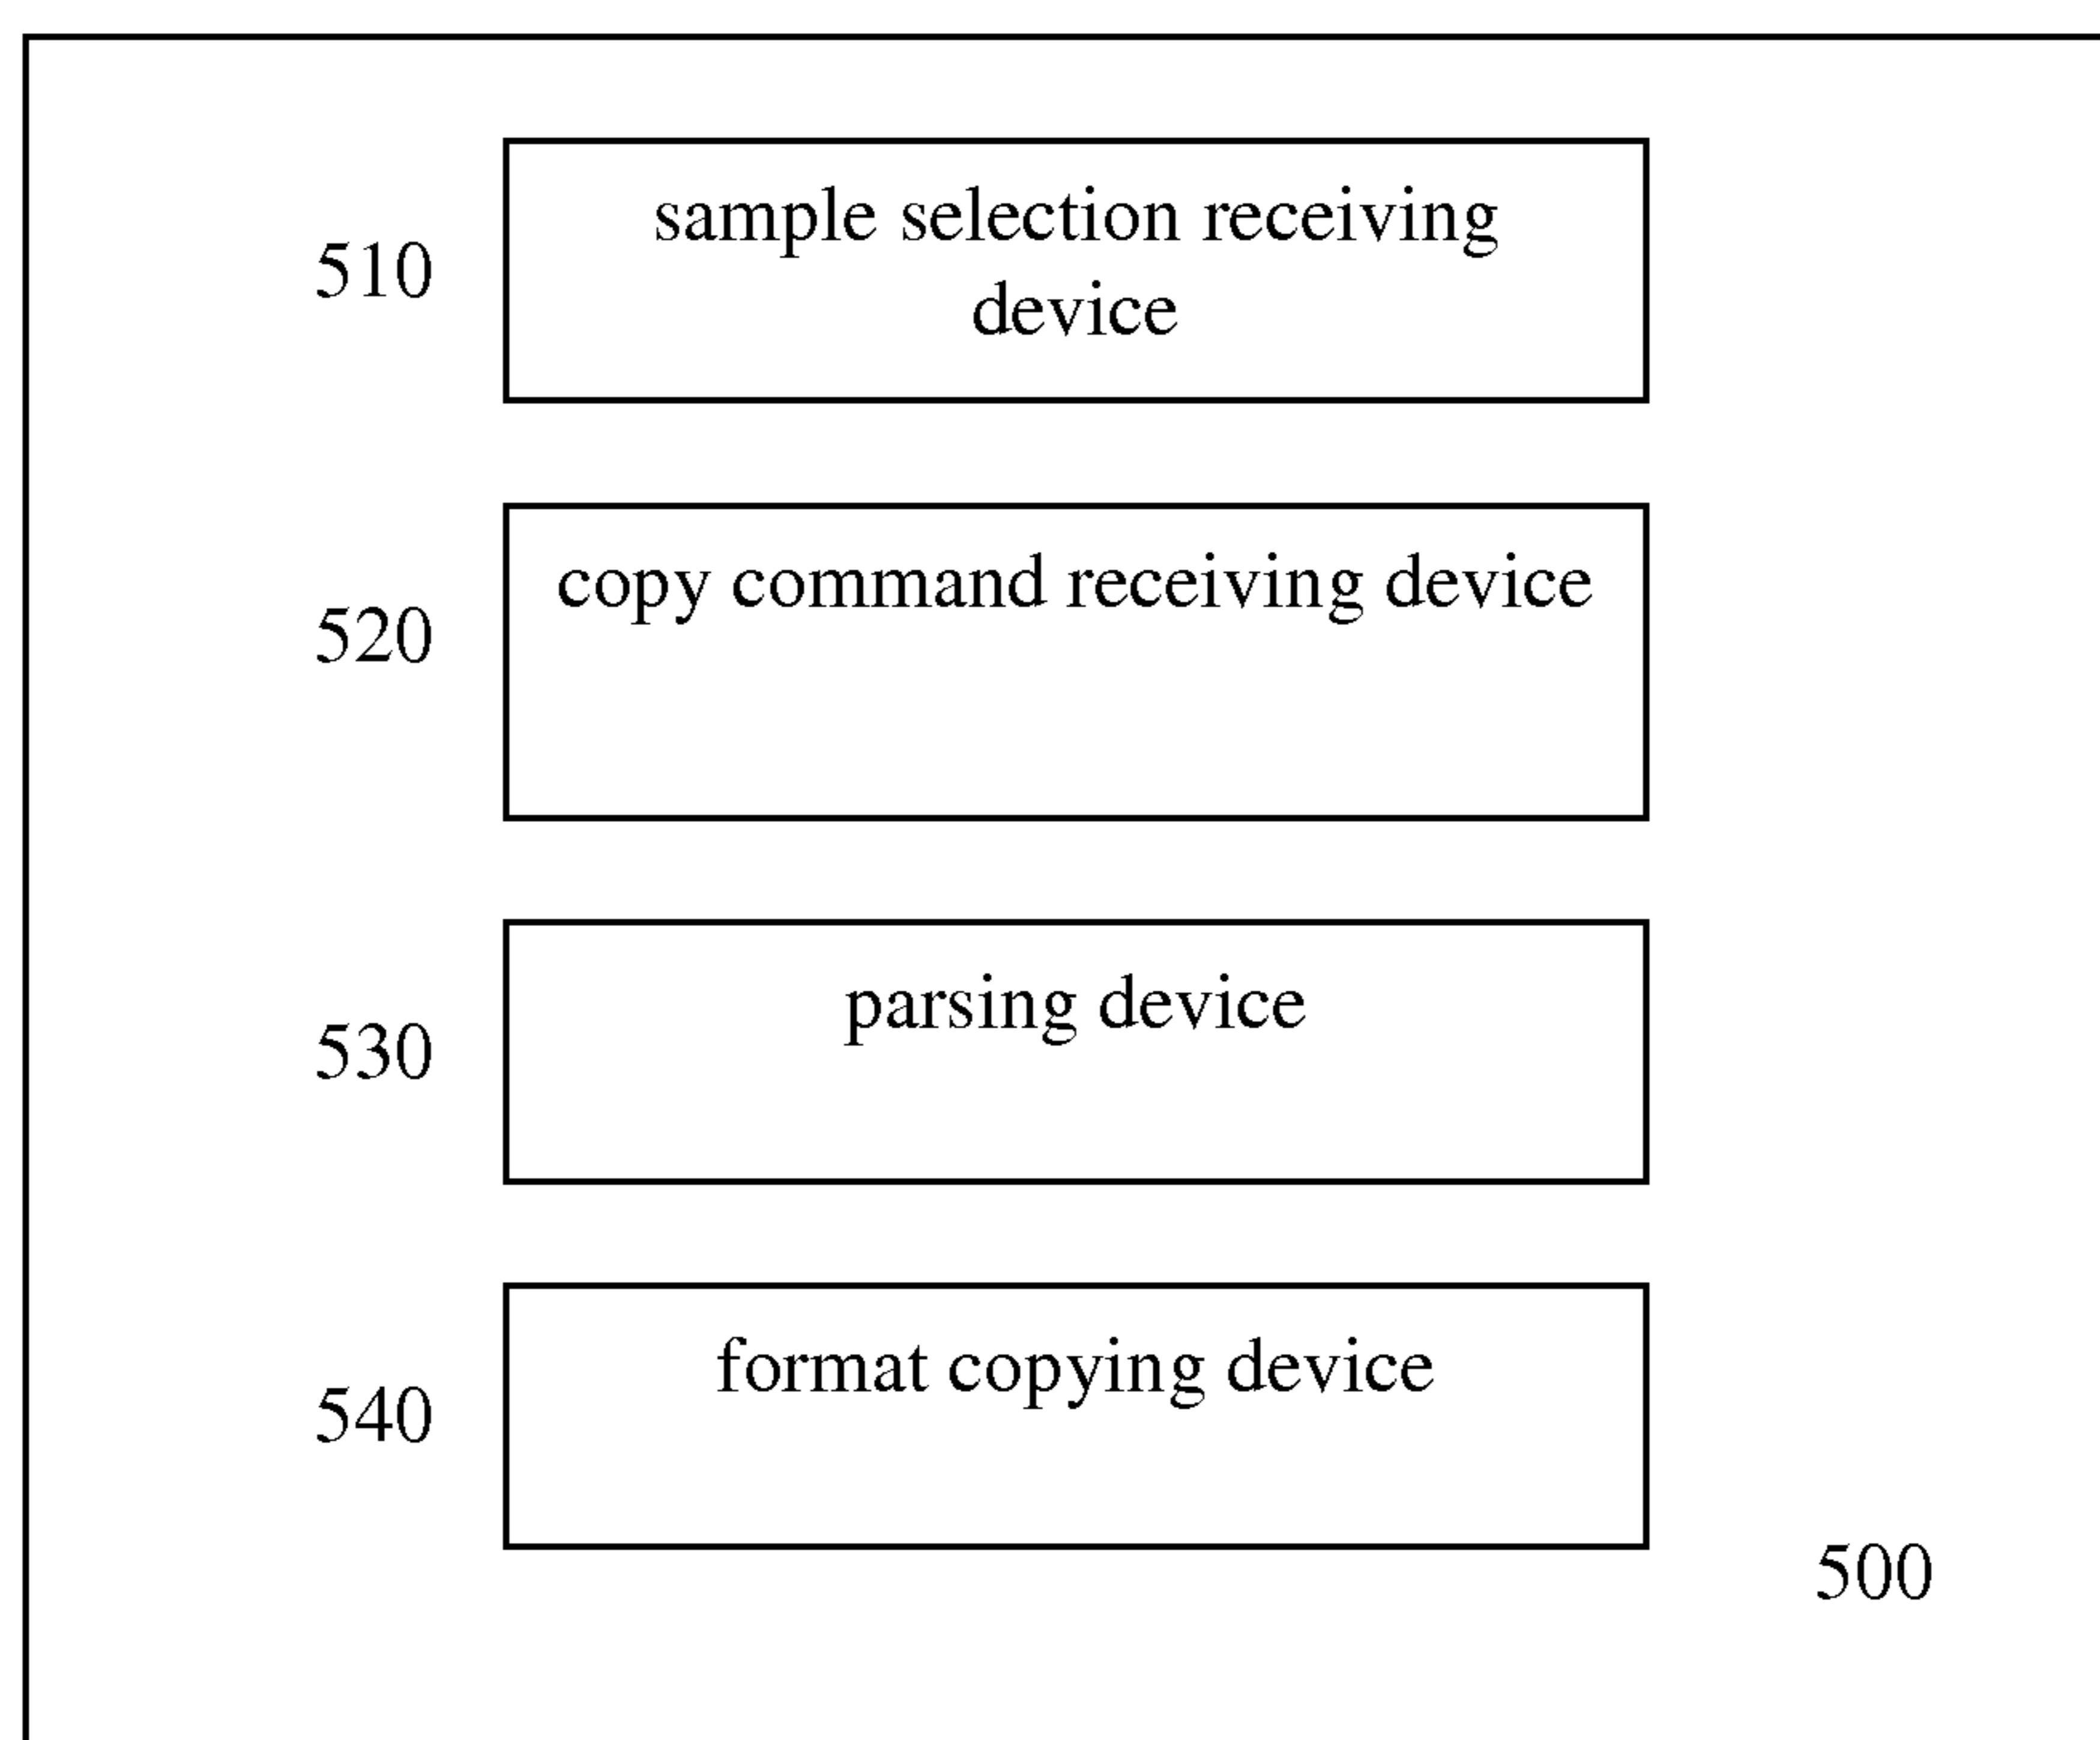 510
sample selection receiving
device
520
copy command receiving device
530
parsing device
540
format copying device
500